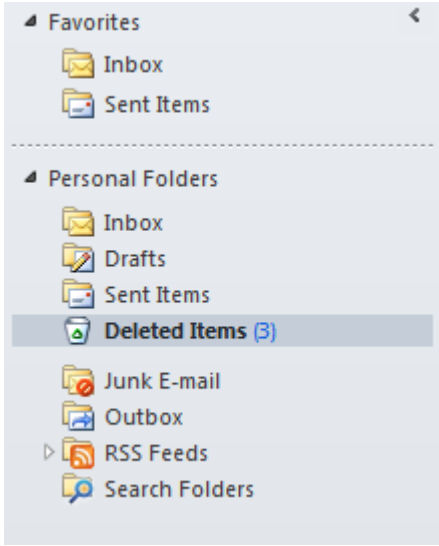 Favorites
Inbox
Sent Items
Personal Folders
Inbox
Drafts
Sent Items
Deleted Items (3)
Junk E-mail
Outbox
RSS Feeds
Search Folders